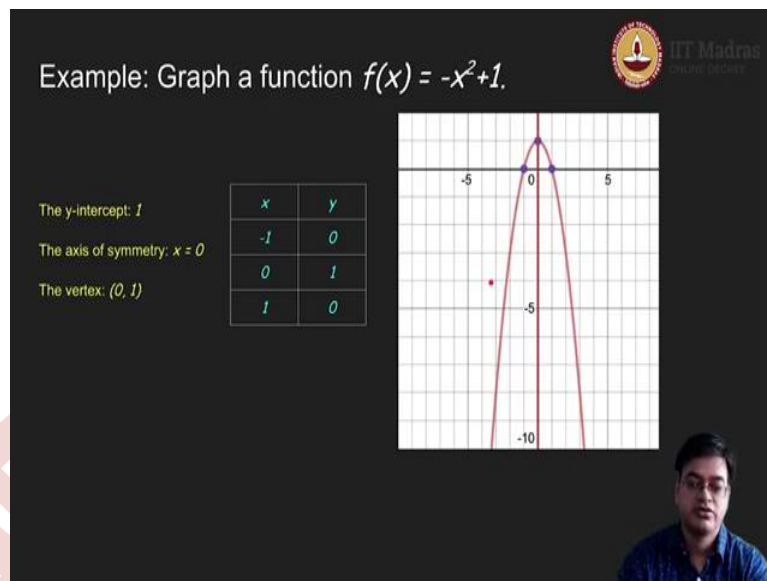 IIT Madras
ONLINE DEGREE
Example: Graph a function f(x) = -x²+1.
The y-intercept: 1
The axis of symmetry: x = 0
The vertex: (0, 1)
x y
-1 0
0 1
1 0
-5 0 5
-5
-10